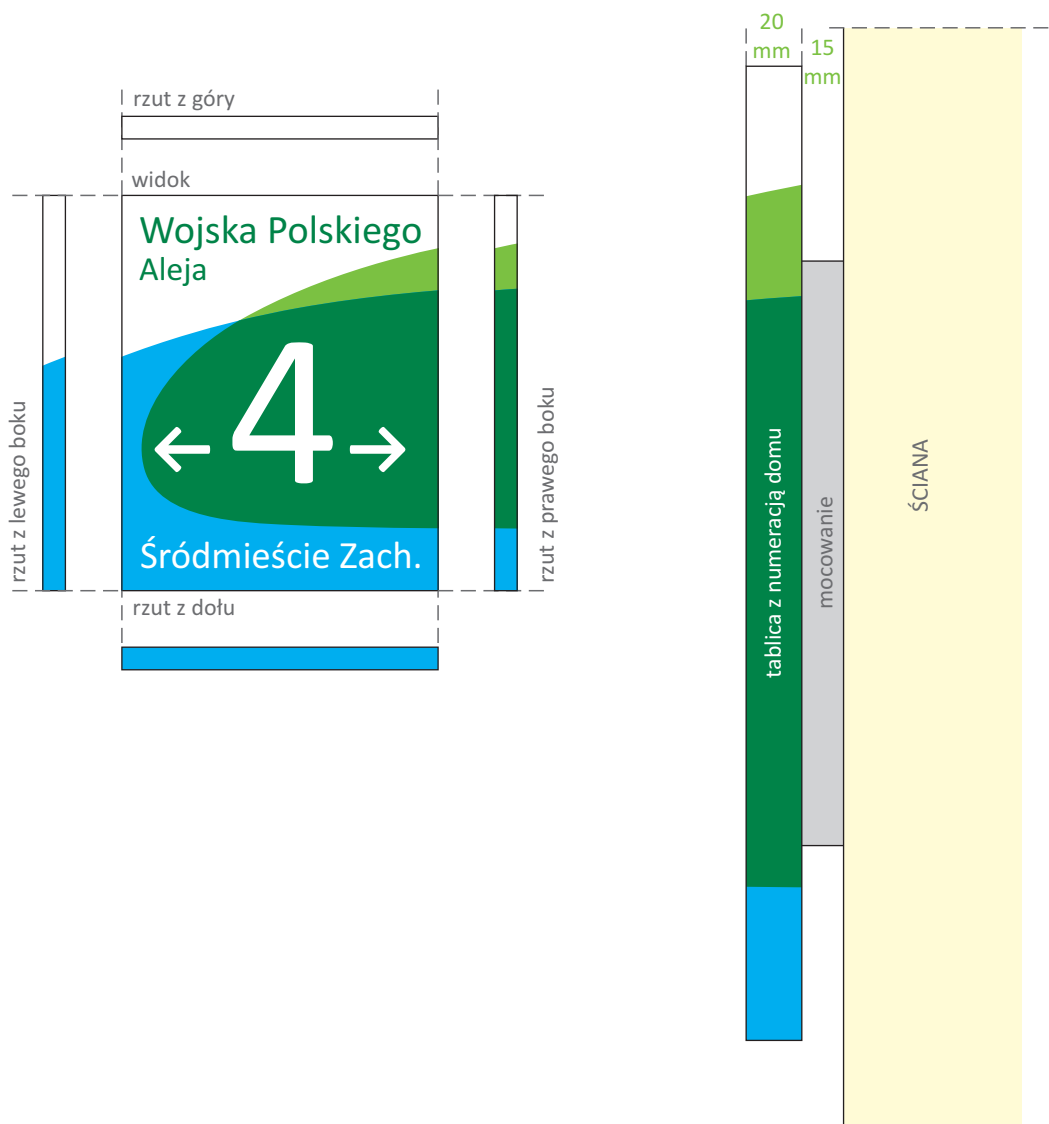 rzut z góry
widok
Wojska Polskiego
Aleja
← 4 →
Śródmieście Zach.
rzut z dołu
rzut z lewego boku
rzut z prawego boku
20
mm
15
mm
tablica z numeracją domu
mocowanie
ŚCIANA